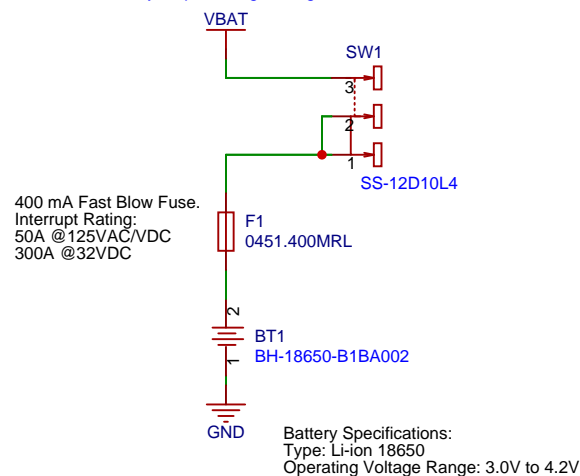 VBAT
SW1
3
2
1
SS-12D10L4
400 mA Fast Blow Fuse.
Interrupt Rating:
50A @125VAC/VDC
300A @32VDC
F1
0451.400MRL
2
BT1
BH-18650-B1BA002
1
GND
Battery Specifications:
Type: Li-ion 18650
Operating Voltage Range: 3.0V to 4.2V